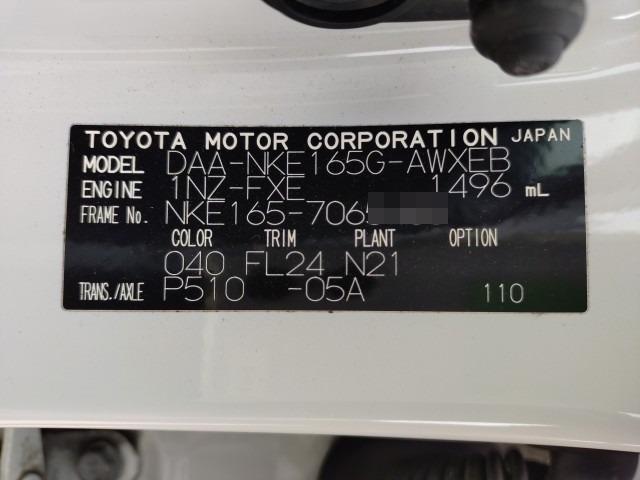 TOYOTA MOTOR CORPORATION JAPAN
MODEL DAA-NKE165G-AWXEB
ENGINE 1NZ-FXE 1496 mL
FRAME No. NKE165-7065
COLOR TRIM PLANT OPTION
040 FL24 N21
TRANS./AXLE P510 -05A 110